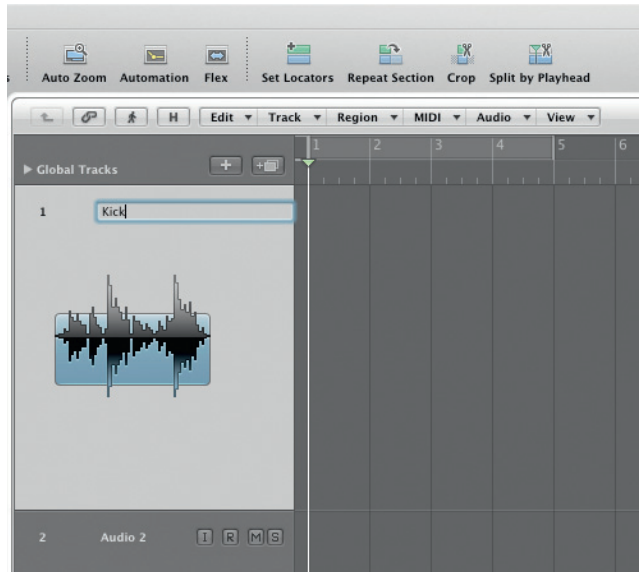 s Auto Zoom Automation Flex Set Locators Repeat Section Crop Split by Playhead
H Edit Track Region MIDI Audio View
1 2 3 4 5 6
Global Tracks
1 Kick
2 Audio 2 I R M S